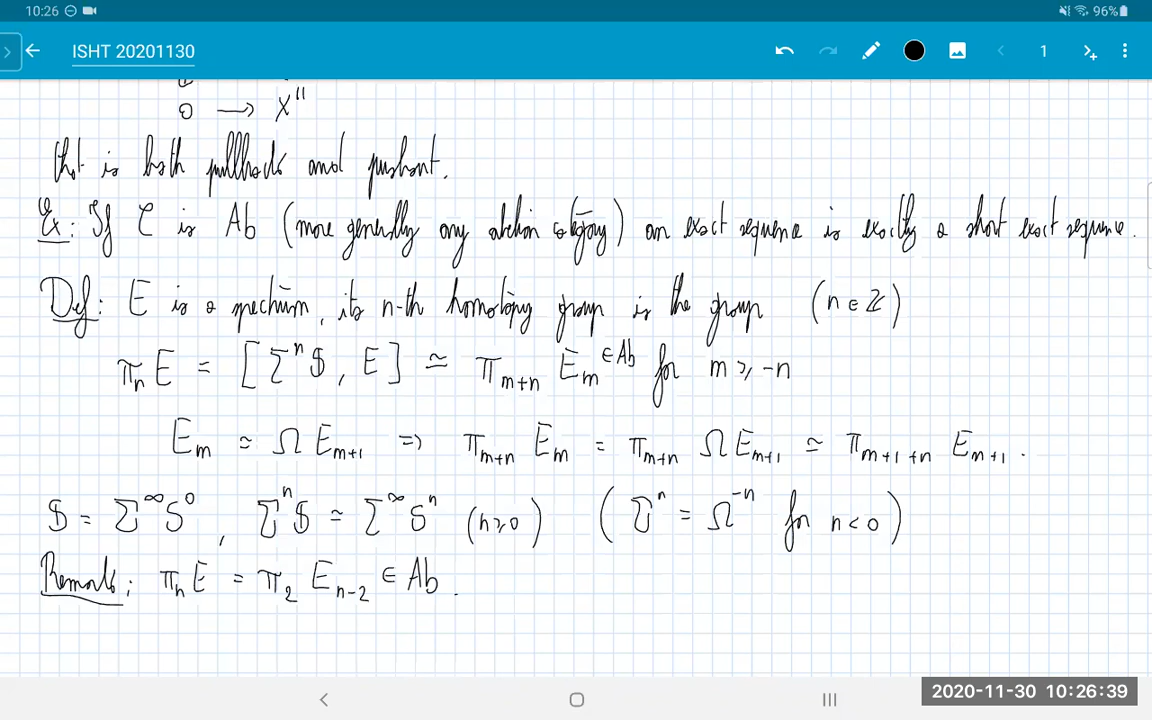 10:26 96%
ISHT 20201130
1
0 ⟶ X''
that is both pullback and pushout.
Ex: If C is Ab (more generally any abelian category) an exact sequence is exactly a short exact sequence.
Def: E is a spectrum, its n-th homotopy group is the group (n ∈ ℤ)
π_n E = [Σ^n 𝕊, E] ≃ π_{m+n} E_m ∈ Ab for m ≥ -n
E_m ≃ Ω E_{m+1} ⇒ π_{m+n} E_m = π_{m+n} Ω E_{m+1} ≃ π_{m+1+n} E_{m+1}.
𝕊 = Σ^∞ S^0, Σ^n 𝕊 ≃ Σ^∞ S^n (n ≥ 0) (Σ^n = Ω^{-n} for n < 0)
Remark: π_n E = π_2 E_{n-2} ∈ Ab.
2020-11-30 10:26:39